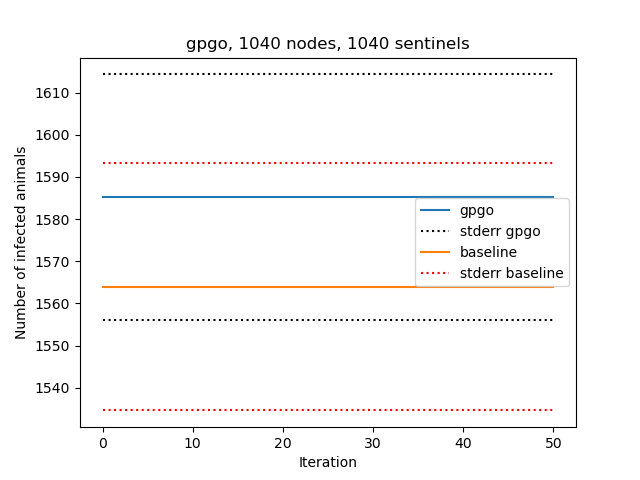 gpgo, 1040 nodes, 1040 sentinels
Number of infected animals
1610
1600
1590
1580
1570
1560
1550
1540
gpgo
stderr gpgo
baseline
stderr baseline
0 10 20 30 40 50
Iteration